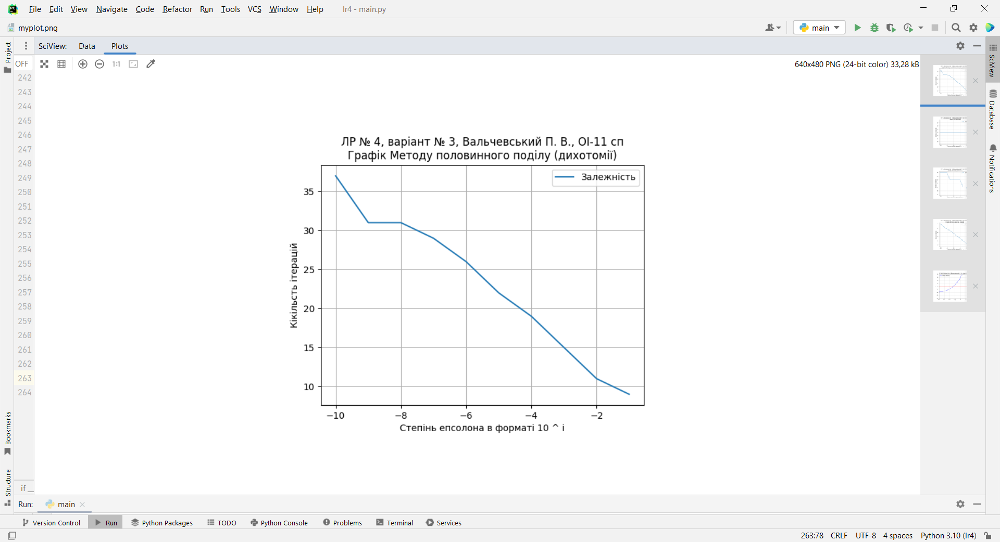 File Edit View Navigate Code Refactor Run Tools VCS Window Help lr4 - main.py
myplot.png
main
Project
SciView: Data Plots
OFF
1:1
640x480 PNG (24-bit color) 33,28 kB
242
243
244
245
246
247
248
249
250
251
252
253
254
255
256
257
258
259
260
261
262
263
264
if __
ЛР № 4, варіант № 3, Вальчевський П. В., ОІ-11 сп
Графік Методу половинного поділу (дихотомії)
Залежність
35
30
25
20
15
10
Кікільсть ітерацій
−10 −8 −6 −4 −2
Степінь епсолона в форматі 10 ^ i
SciView
Database
Notifications
Bookmarks
Structure
Run: main
Version Control Run Python Packages TODO Python Console Problems Terminal Services
263:78 CRLF UTF-8 4 spaces Python 3.10 (lr4)